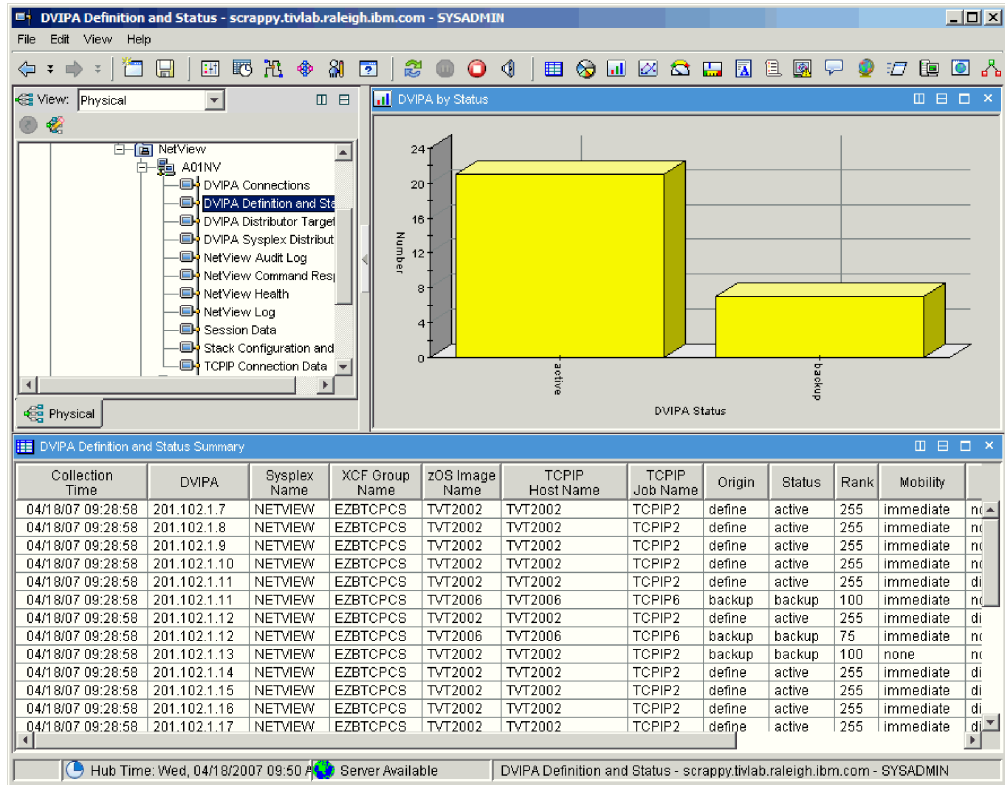 DVIPA Definition and Status - scrappy.tivlab.raleigh.ibm.com - SYSADMIN
File Edit View Help
View: Physical
NetView
A01NV
DVIPA Connections
DVIPA Definition and Sta
DVIPA Distributor Target
DVIPA Sysplex Distribut
NetView Audit Log
NetView Command Resp
NetView Health
NetView Log
Session Data
Stack Configuration and
TCPIP Connection Data
Physical
DVIPA by Status
24
20
16
12
8
4
0
Number
active
backup
DVIPA Status
DVIPA Definition and Status Summary
Collection Time DVIPA Sysplex Name XCF Group Name zOS Image Name TCPIP Host Name TCPIP Job Name Origin Status Rank Mobility
04/18/07 09:28:58 201.102.1.7 NETVIEW EZBTCPCS TVT2002 TVT2002 TCPIP2 define active 255 immediate no
04/18/07 09:28:58 201.102.1.8 NETVIEW EZBTCPCS TVT2002 TVT2002 TCPIP2 define active 255 immediate no
04/18/07 09:28:58 201.102.1.9 NETVIEW EZBTCPCS TVT2002 TVT2002 TCPIP2 define active 255 immediate no
04/18/07 09:28:58 201.102.1.10 NETVIEW EZBTCPCS TVT2002 TVT2002 TCPIP2 define active 255 immediate no
04/18/07 09:28:58 201.102.1.11 NETVIEW EZBTCPCS TVT2002 TVT2002 TCPIP2 define active 255 immediate di
04/18/07 09:28:58 201.102.1.11 NETVIEW EZBTCPCS TVT2006 TVT2006 TCPIP6 backup backup 100 immediate no
04/18/07 09:28:58 201.102.1.12 NETVIEW EZBTCPCS TVT2002 TVT2002 TCPIP2 define active 255 immediate di
04/18/07 09:28:58 201.102.1.12 NETVIEW EZBTCPCS TVT2006 TVT2006 TCPIP6 backup backup 75 immediate no
04/18/07 09:28:58 201.102.1.13 NETVIEW EZBTCPCS TVT2002 TVT2002 TCPIP2 backup backup 100 none no
04/18/07 09:28:58 201.102.1.14 NETVIEW EZBTCPCS TVT2002 TVT2002 TCPIP2 define active 255 immediate di
04/18/07 09:28:58 201.102.1.15 NETVIEW EZBTCPCS TVT2002 TVT2002 TCPIP2 define active 255 immediate di
04/18/07 09:28:58 201.102.1.16 NETVIEW EZBTCPCS TVT2002 TVT2002 TCPIP2 define active 255 immediate di
04/18/07 09:28:58 201.102.1.17 NETVIEW EZBTCPCS TVT2002 TVT2002 TCPIP2 define active 255 immediate di
Hub Time: Wed, 04/18/2007 09:50 A Server Available DVIPA Definition and Status - scrappy.tivlab.raleigh.ibm.com - SYSADMIN